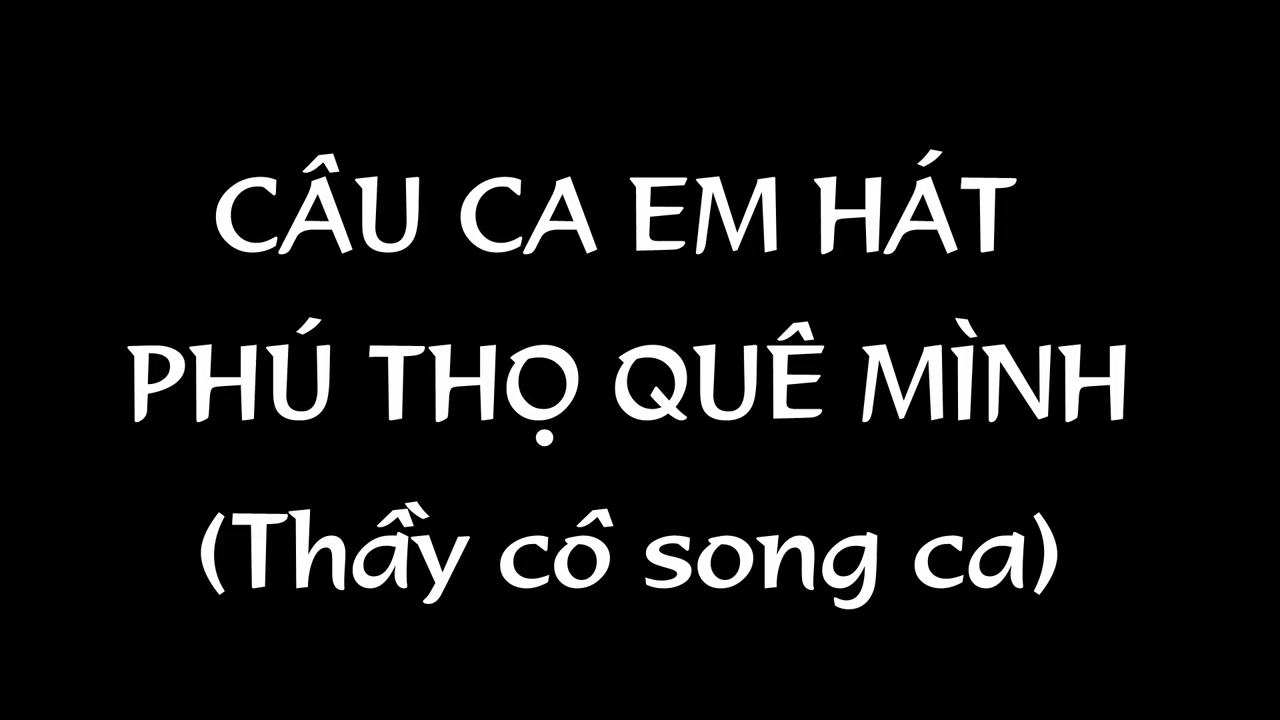 CÂU CA EM HÁT
PHÚ THỌ QUÊ MÌNH
(Thầy cô song ca)